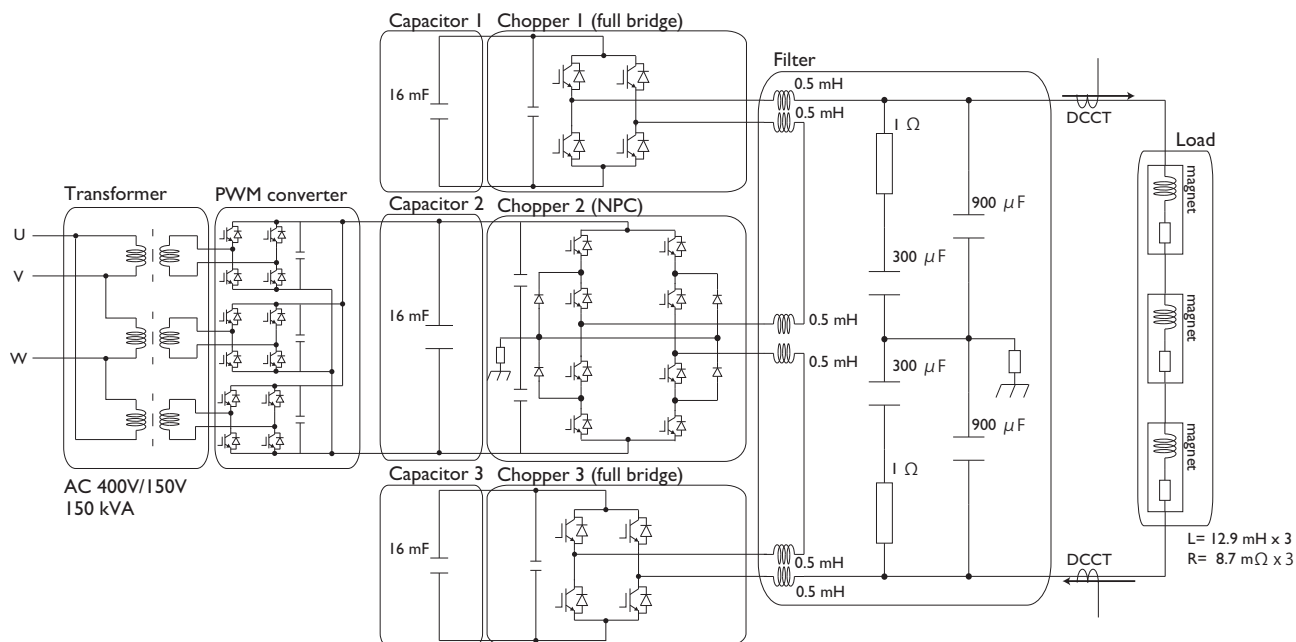 Capacitor 1
Chopper 1 (full bridge)
16 mF
Filter
0.5 mH
0.5 mH
1 Ω
DCCT
Load
magnet
Transformer
PWM converter
Capacitor 2
Chopper 2 (NPC)
900 μF
U
V
W
300 μF
16 mF
0.5 mH
0.5 mH
magnet
300 μF
900 μF
magnet
1 Ω
Capacitor 3
Chopper 3 (full bridge)
AC 400V/150V
150 kVA
16 mF
0.5 mH
0.5 mH
DCCT
L= 12.9 mH x 3
R= 8.7 mΩ x 3